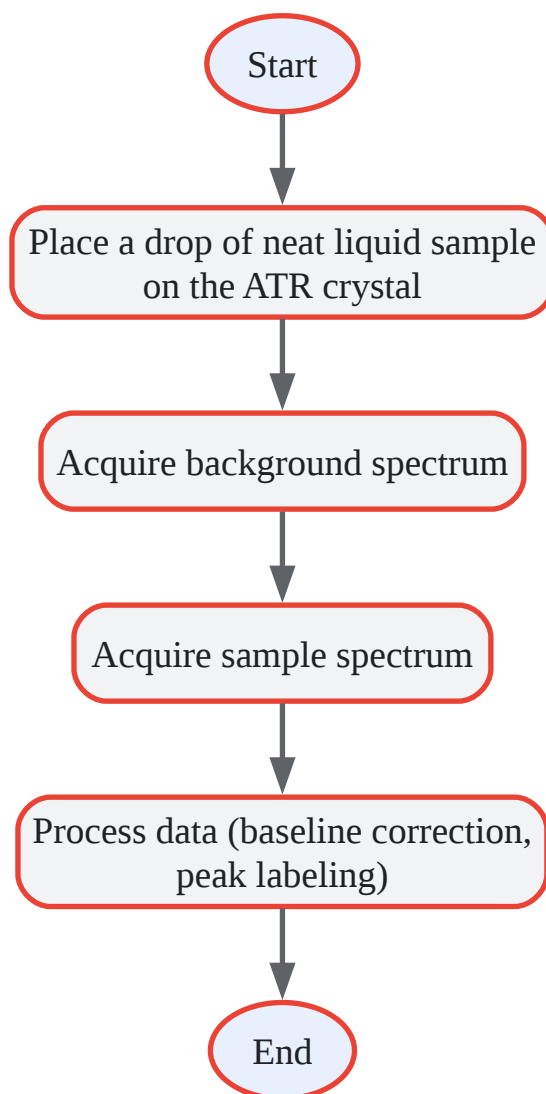 Start
Place a drop of neat liquid sample
on the ATR crystal
Acquire background spectrum
Acquire sample spectrum
Process data (baseline correction,
peak labeling)
End